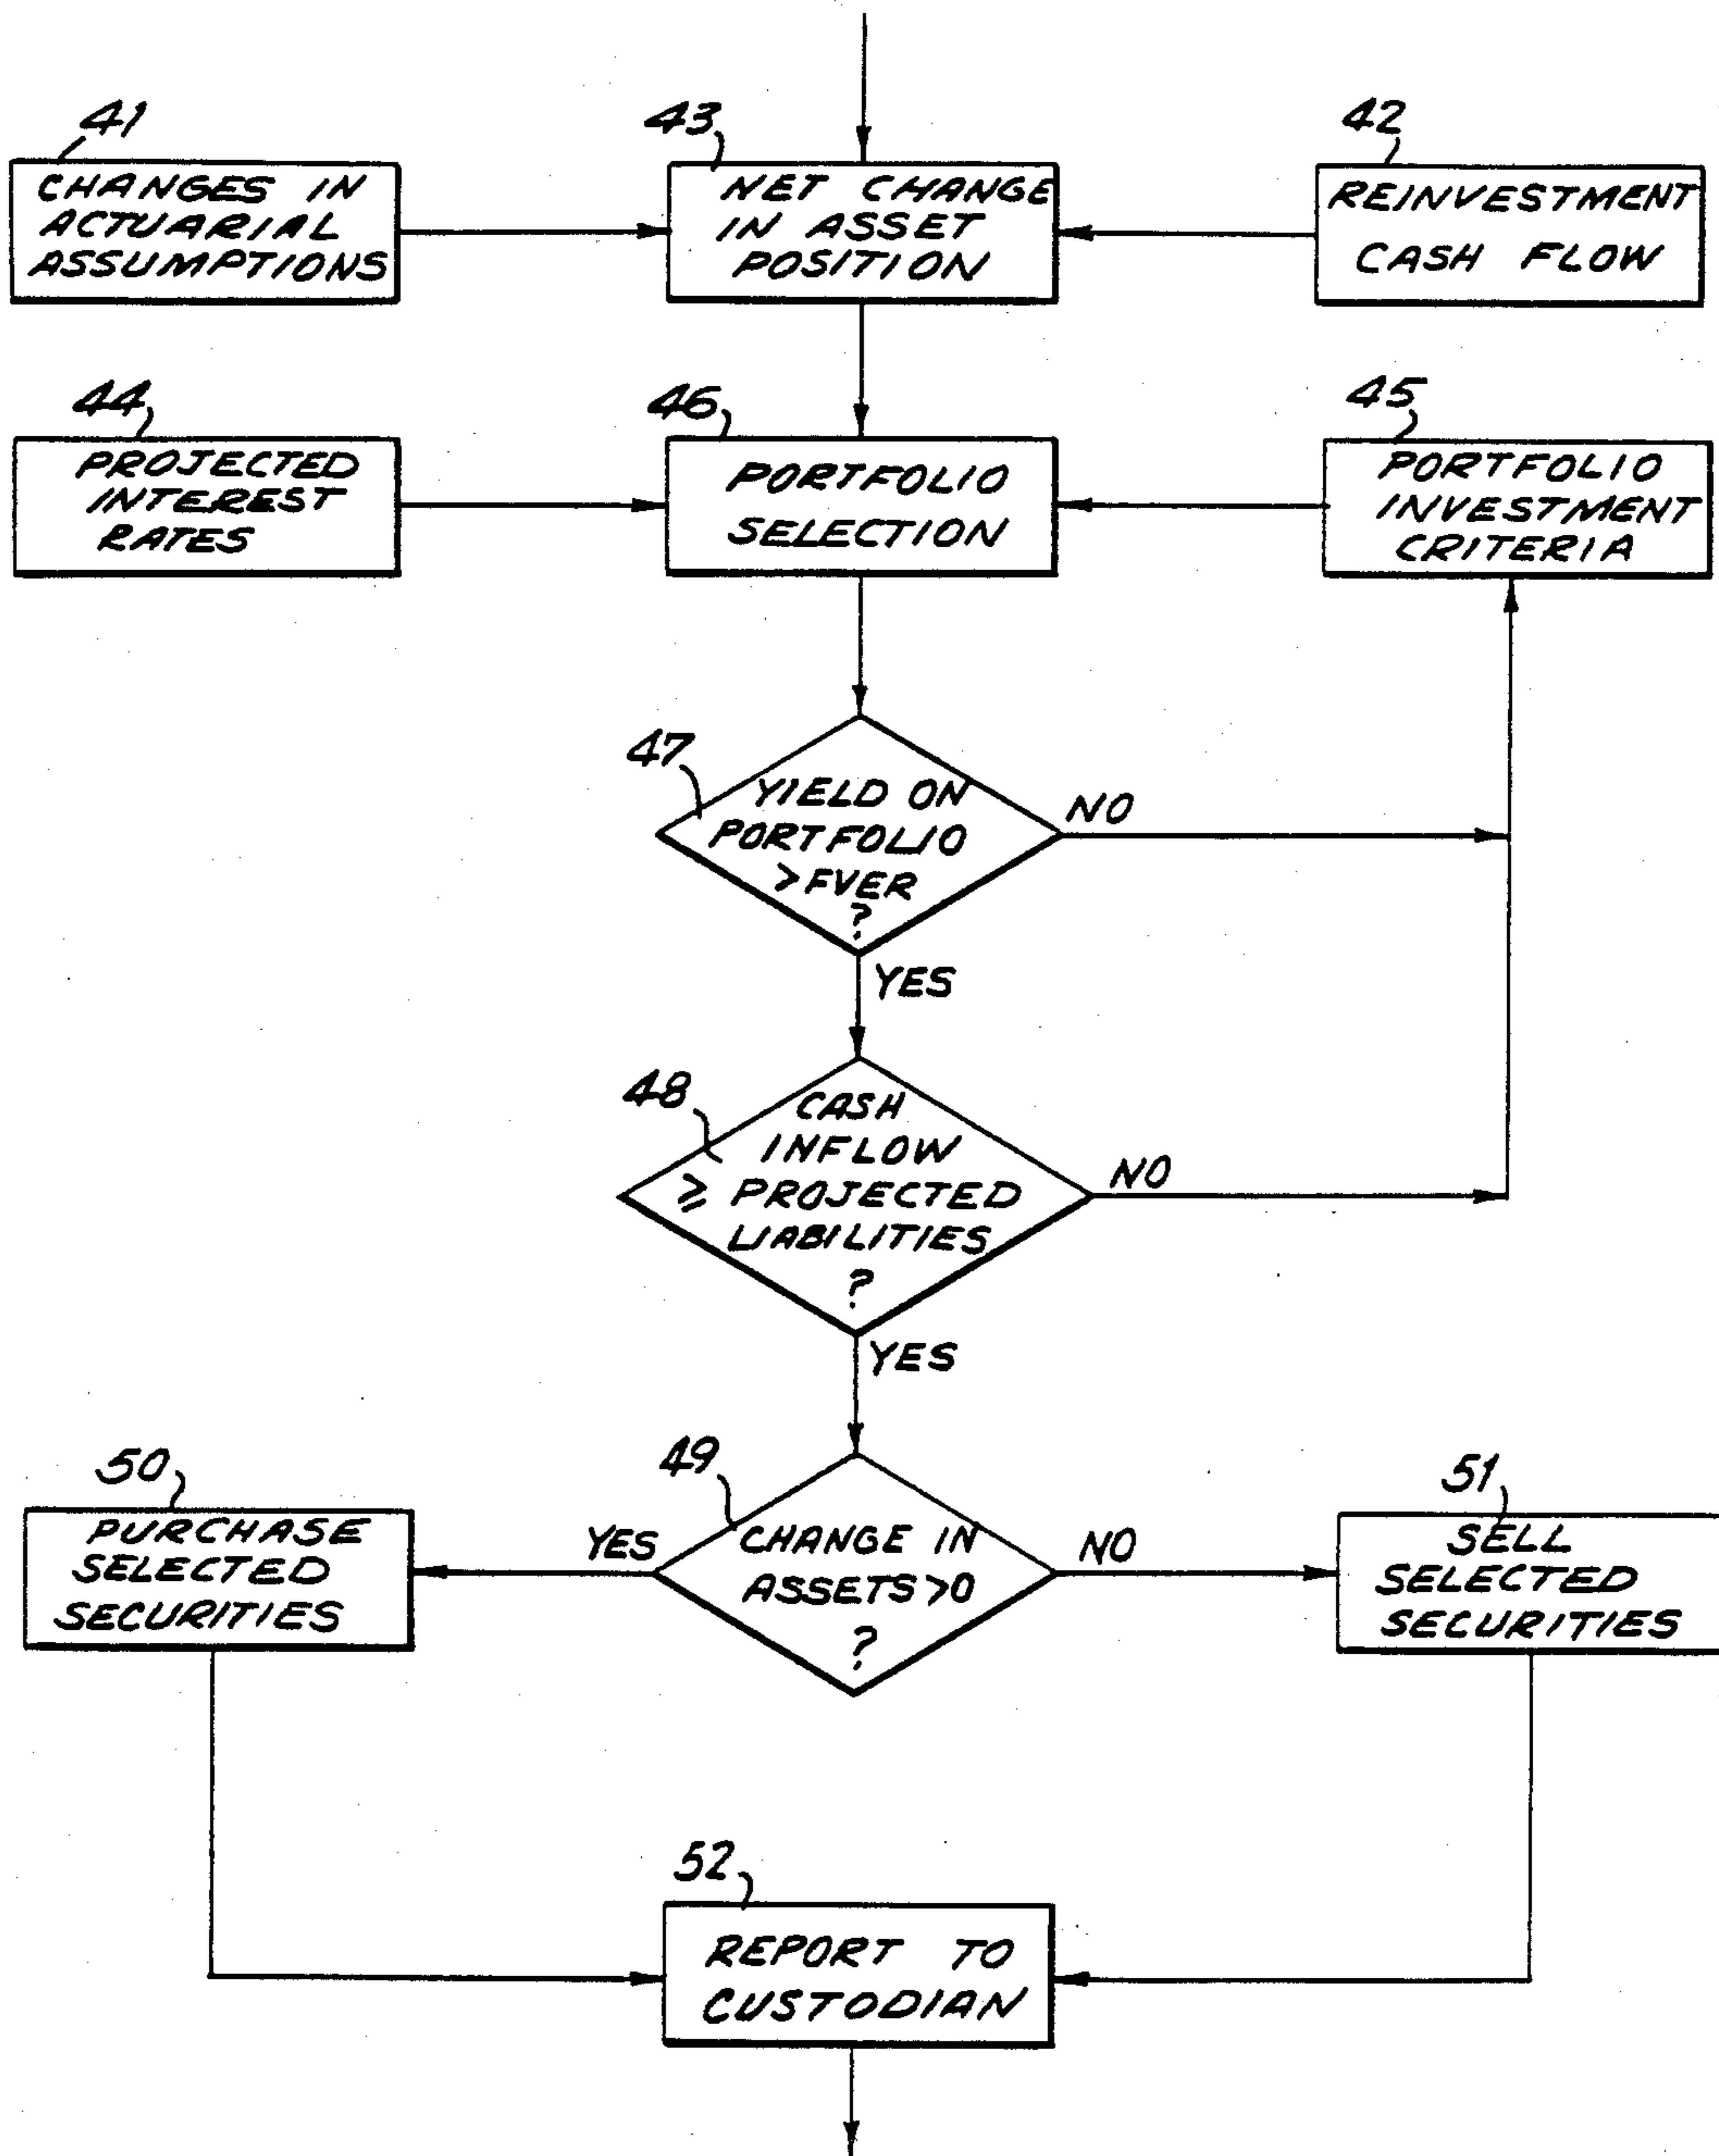 41
CHANGES IN
ACTUARIAL
ASSUMPTIONS
43
NET CHANGE
IN ASSET
POSITION
42
REINVESTMENT
CASH FLOW
44
PROJECTED
INTEREST
RATES
46
PORTFOLIO
SELECTION
45
PORTFOLIO
INVESTMENT
CRITERIA
47
YIELD ON
PORTFOLIO
>FVER
?
NO
YES
48
CASH
INFLOW
≥ PROJECTED
LIABILITIES
?
NO
YES
50
PURCHASE
SELECTED
SECURITIES
49
YES
CHANGE IN
ASSETS>0
?
NO
51
SELL
SELECTED
SECURITIES
52
REPORT TO
CUSTODIAN